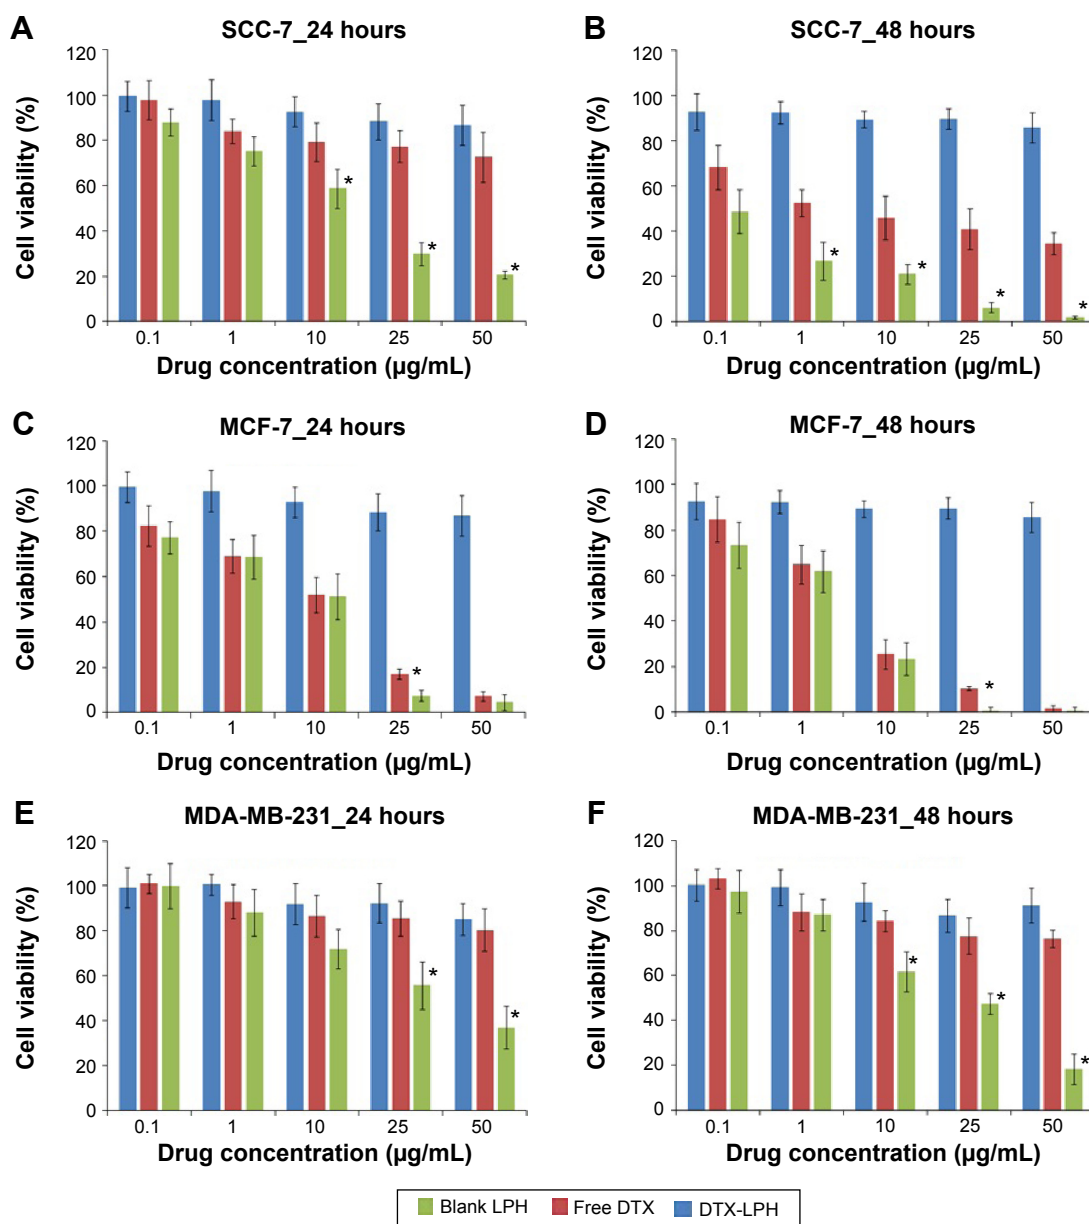 A
SCC-7_24 hours
120
100
80
60
40
20
0
Cell viability (%)
*
*
*
0.1 1 10 25 50
Drug concentration (µg/mL)
B
SCC-7_48 hours
120
100
80
60
40
20
0
Cell viability (%)
*
*
*
*
0.1 1 10 25 50
Drug concentration (µg/mL)
C
MCF-7_24 hours
120
100
80
60
40
20
0
Cell viability (%)
*
0.1 1 10 25 50
Drug concentration (µg/mL)
D
MCF-7_48 hours
120
100
80
60
40
20
0
Cell viability (%)
*
0.1 1 10 25 50
Drug concentration (µg/mL)
E
MDA-MB-231_24 hours
120
100
80
60
40
20
0
Cell viability (%)
*
*
0.1 1 10 25 50
Drug concentration (µg/mL)
F
MDA-MB-231_48 hours
120
100
80
60
40
20
0
Cell viability (%)
*
*
*
0.1 1 10 25 50
Drug concentration (µg/mL)
Blank LPH Free DTX DTX-LPH